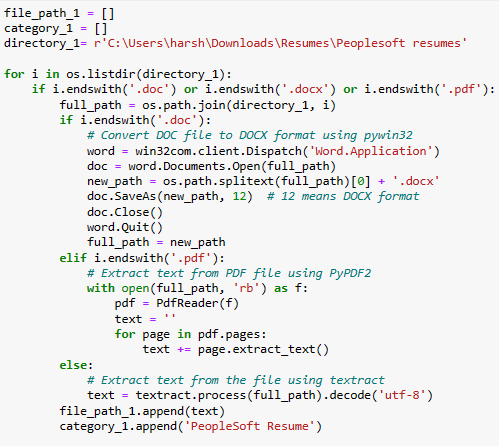 file_path_1 = []
category_1 = []
directory_1= r'C:\Users\harsh\Downloads\Resumes\Peoplesoft resumes'

for i in os.listdir(directory_1):
    if i.endswith('.doc') or i.endswith('.docx') or i.endswith('.pdf'):
        full_path = os.path.join(directory_1, i)
        if i.endswith('.doc'):
            # Convert DOC file to DOCX format using pywin32
            word = win32com.client.Dispatch('Word.Application')
            doc = word.Documents.Open(full_path)
            new_path = os.path.splitext(full_path)[0] + '.docx'
            doc.SaveAs(new_path, 12)  # 12 means DOCX format
            doc.Close()
            word.Quit()
            full_path = new_path
        elif i.endswith('.pdf'):
            # Extract text from PDF file using PyPDF2
            with open(full_path, 'rb') as f:
                pdf = PdfReader(f)
                text = ''
                for page in pdf.pages:
                    text += page.extract_text()
        else:
            # Extract text from the file using textract
            text = textract.process(full_path).decode('utf-8')
        file_path_1.append(text)
        category_1.append('PeopleSoft Resume')